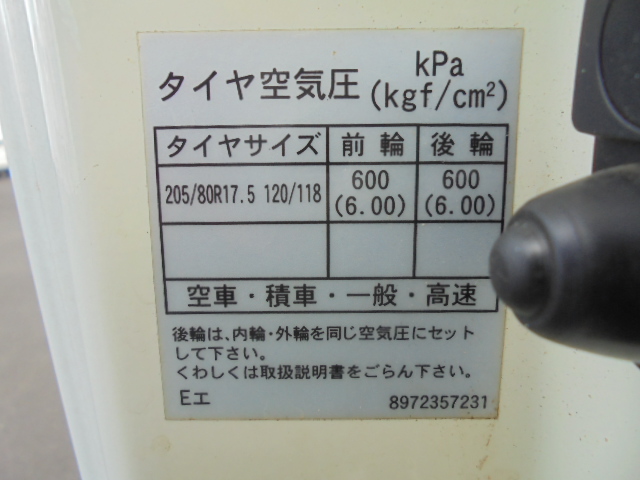 タイヤ空気圧 kPa (kgf/cm²)
タイヤサイズ 前輪 後輪
205/80R17.5 120/118 600 (6.00) 600 (6.00)
空車・積車・一般・高速
後輪は、内輪・外輪を同じ空気圧にセット
して下さい。
くわしくは取扱説明書をごらん下さい。
Eエ 8972357231